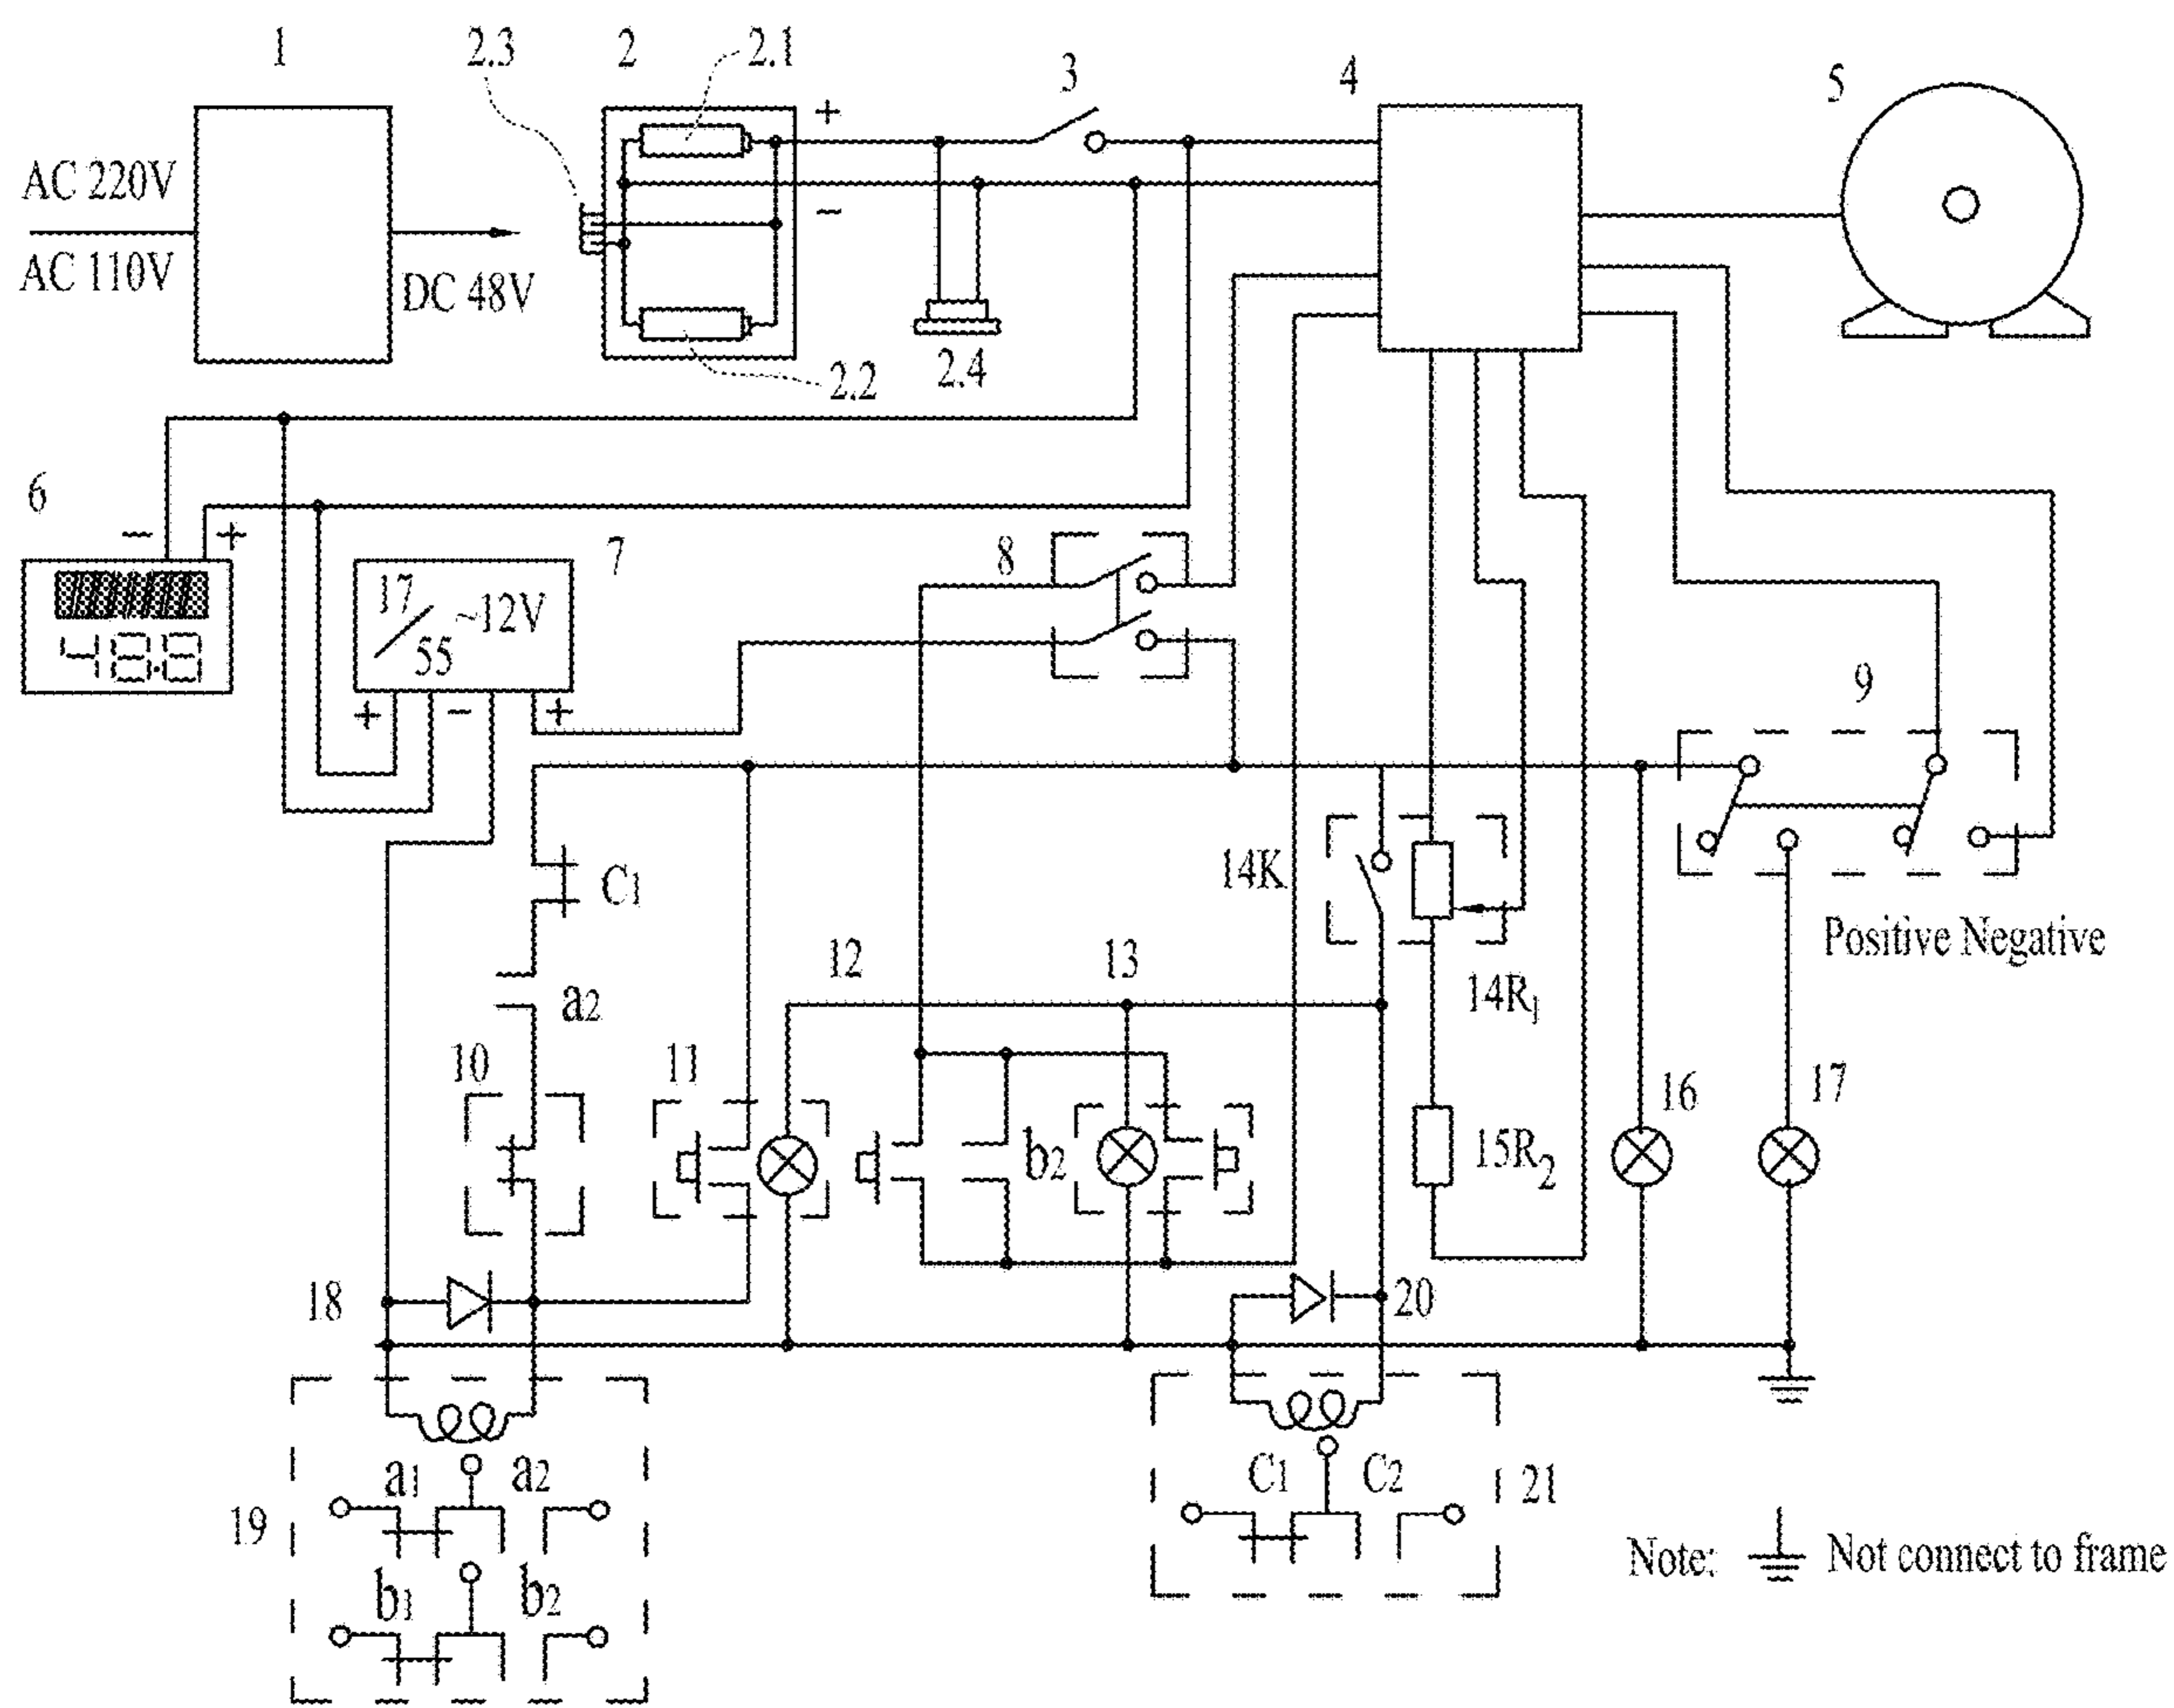 1
2.3
2
2.1
3
4
5
+
AC 220V
AC 110V
DC 48V
−
2.2
2.4
6
− +
7
8
17/55 ~12V
48.3
+ − +
9
C1
14K
Positive Negative
a2
12
13
14R1
10
11
16
17
b2
15R2
18
20
a1 a2
C1 C2
19
21
b1 b2
Note: Not connect to frame